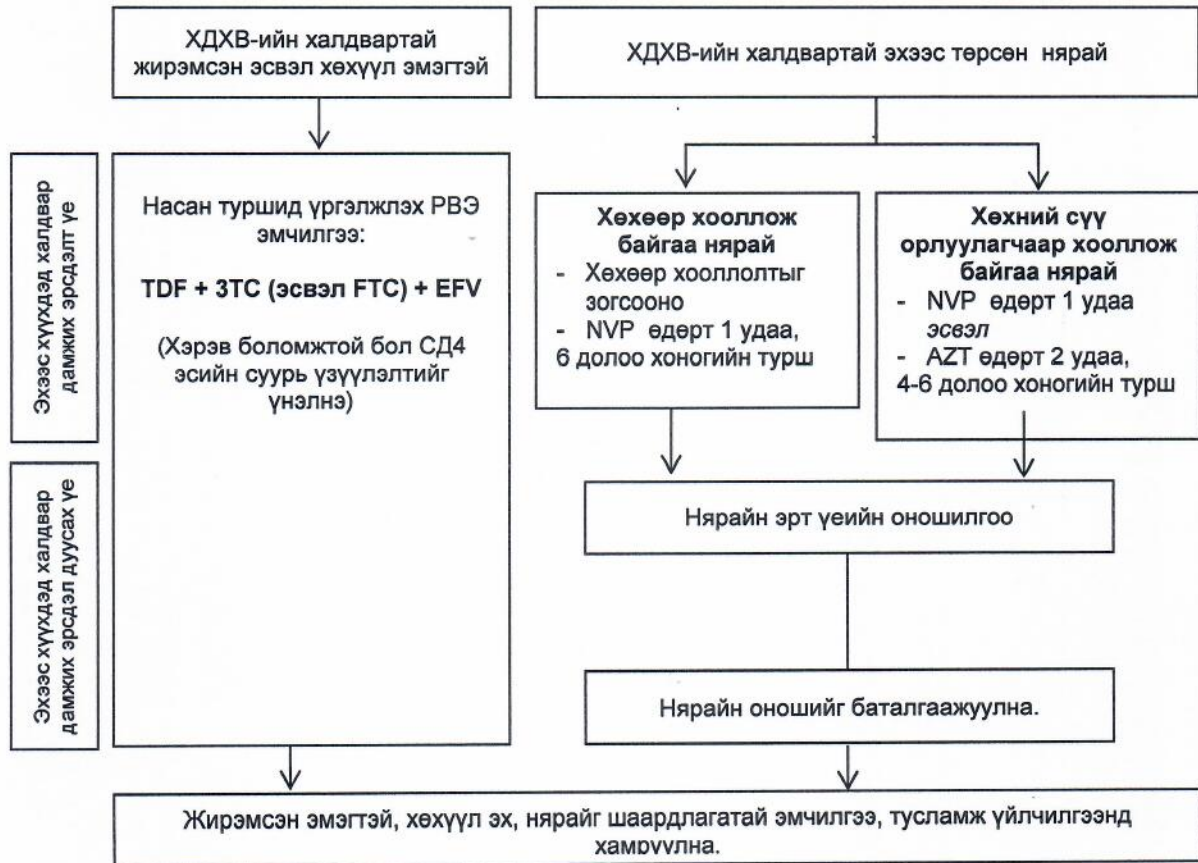 ХДХВ-ийн халдвартай
жирэмсэн эсвэл хөхүүл эмэгтэй
ХДХВ-ийн халдвартай эхээс төрсөн нярай
Эхээс хүүхдэд халдвар
дамжих эрсдэлт үе
Насан туршид үргэлжлэх РВЭ
эмчилгээ:
TDF + 3TC (эсвэл FTC) + EFV
(Хэрэв боломжтой бол СД4
эсийн суурь үзүүлэлтийг
үнэлнэ)
Хөхөөр хооллож
байгаа нярай
- Хөхөөр хооллолтыг
зогсооно
- NVP өдөрт 1 удаа,
6 долоо хоногийн турш
Хөхний сүү
орлуулагчаар хооллож
байгаа нярай
- NVP өдөрт 1 удаа
эсвэл
- AZT өдөрт 2 удаа,
4-6 долоо хоногийн турш
Эхээс хүүхдэд халдвар
дамжих эрсдэл дуусах үе
Нярайн эрт үеийн оношилгоо
Нярайн оношийг баталгаажуулна.
Жирэмсэн эмэгтэй, хөхүүл эх, нярайг шаардлагатай эмчилгээ, тусламж үйлчилгээнд
хамруулна.